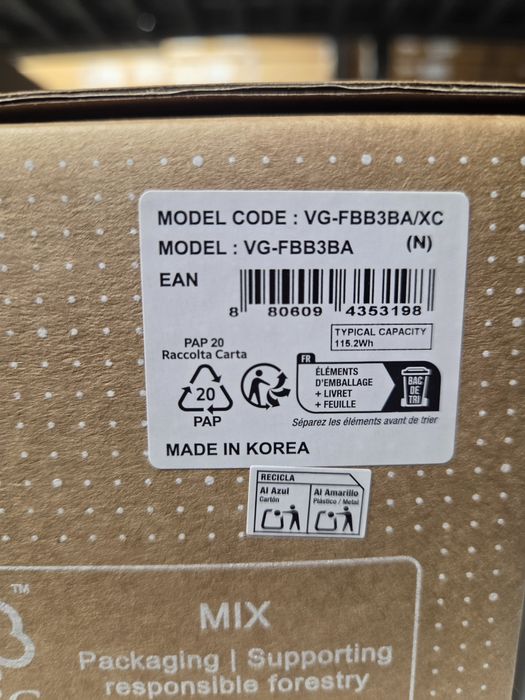 MODEL CODE : VG-FBB3BA/XC
MODEL : VG-FBB3BA (N)
EAN
8 80609 4353198
TYPICAL CAPACITY
115.2Wh
PAP 20
Raccolta Carta
20
PAP
FR
ÉLÉMENTS
D'EMBALLAGE
+ LIVRET
+ FEUILLE
BAC
DE
TRI
Séparez les éléments avant de trier
MADE IN KOREA
RECICLA
Al Azul
Cartón
Al Amarillo
Plástico / Metal
TM
MIX
Packaging | Supporting
responsible forestry